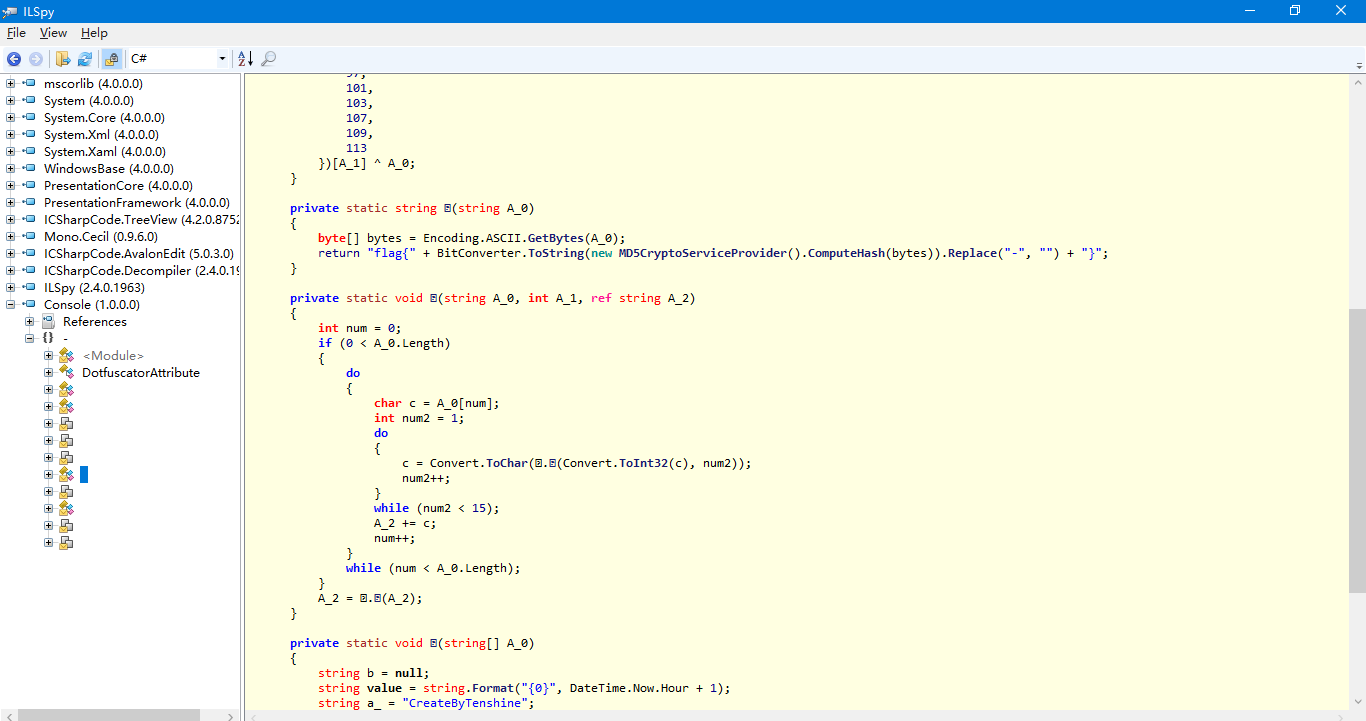 ILSpy
File View Help
C#
mscorlib (4.0.0.0)
System (4.0.0.0)
System.Core (4.0.0.0)
System.Xml (4.0.0.0)
System.Xaml (4.0.0.0)
WindowsBase (4.0.0.0)
PresentationCore (4.0.0.0)
PresentationFramework (4.0.0.0)
ICSharpCode.TreeView (4.2.0.8752
Mono.Cecil (0.9.6.0)
ICSharpCode.AvalonEdit (5.0.3.0)
ICSharpCode.Decompiler (2.4.0.19
ILSpy (2.4.0.1963)
Console (1.0.0.0)
References
{} -
<Module>
DotfuscatorAttribute
97,
101,
103,
107,
109,
113
})[A_1] ^ A_0;
}
private static string (string A_0)
{
byte[] bytes = Encoding.ASCII.GetBytes(A_0);
return "flag{" + BitConverter.ToString(new MD5CryptoServiceProvider().ComputeHash(bytes)).Replace("-", "") + "}";
}
private static void (string A_0, int A_1, ref string A_2)
{
int num = 0;
if (0 < A_0.Length)
{
do
{
char c = A_0[num];
int num2 = 1;
do
{
c = Convert.ToChar(.(Convert.ToInt32(c), num2));
num2++;
}
while (num2 < 15);
A_2 += c;
num++;
}
while (num < A_0.Length);
}
A_2 = .(A_2);
}
private static void (string[] A_0)
{
string b = null;
string value = string.Format("{0}", DateTime.Now.Hour + 1);
string a_ = "CreateByTenshine";